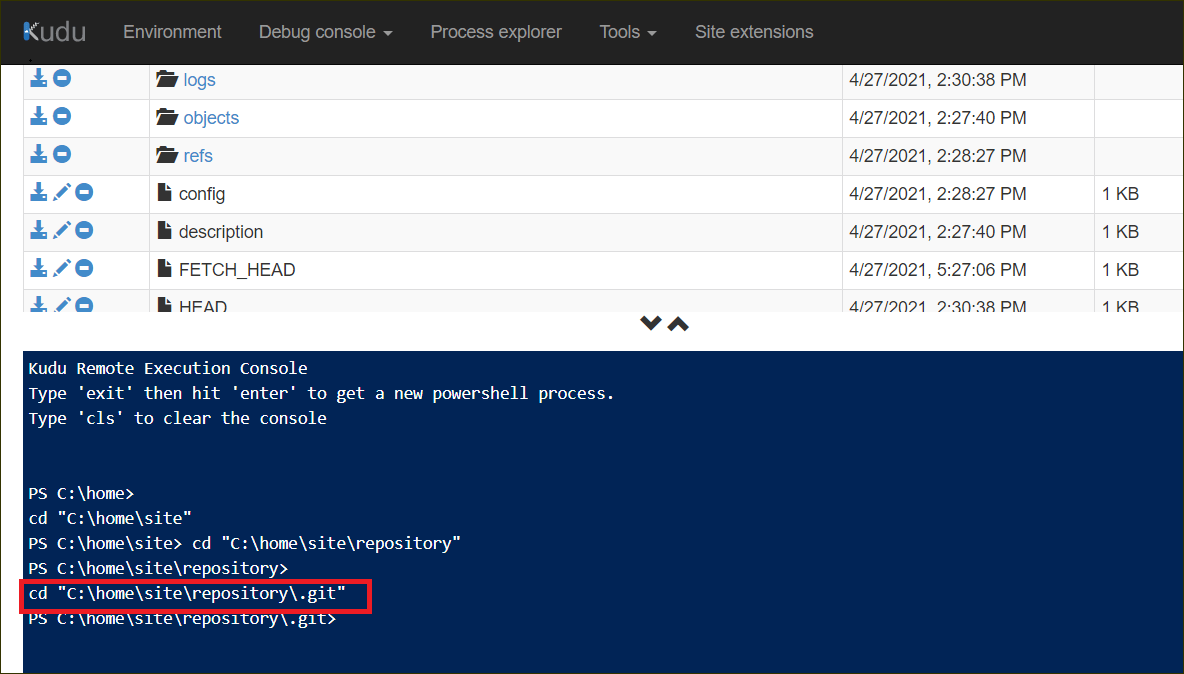 Kudu Environment Debug console Process explorer Tools Site extensions
logs 4/27/2021, 2:30:38 PM
objects 4/27/2021, 2:27:40 PM
refs 4/27/2021, 2:28:27 PM
config 4/27/2021, 2:28:27 PM 1 KB
description 4/27/2021, 2:27:40 PM 1 KB
FETCH_HEAD 4/27/2021, 5:27:06 PM 1 KB
HEAD 4/27/2021, 2:30:38 PM 1 KB
Kudu Remote Execution Console
Type 'exit' then hit 'enter' to get a new powershell process.
Type 'cls' to clear the console
PS C:\home>
cd "C:\home\site"
PS C:\home\site> cd "C:\home\site\repository"
PS C:\home\site\repository>
cd "C:\home\site\repository\.git"
PS C:\home\site\repository\.git>